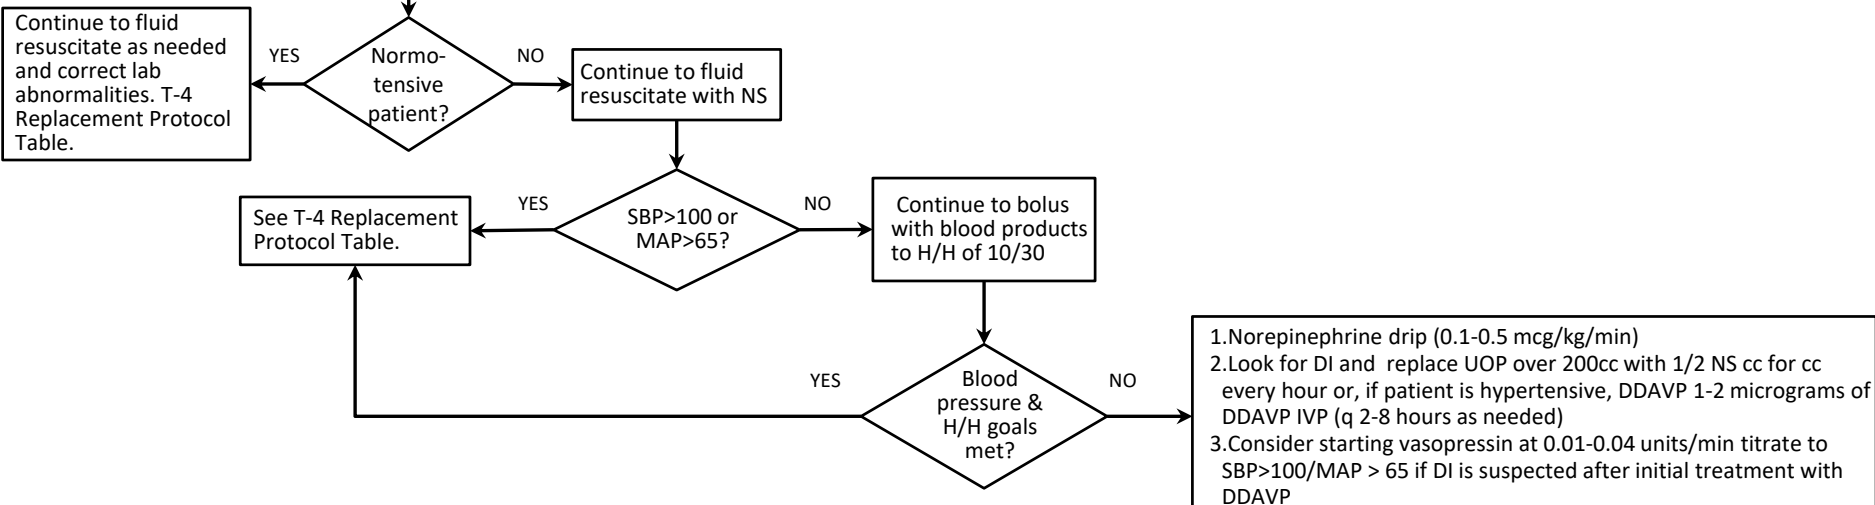 Continue to fluid
resuscitate as needed
and correct lab
abnormalities. T-4
Replacement Protocol
Table.
YES
Normo-
tensive
patient?
NO
Continue to fluid
resuscitate with NS
See T-4 Replacement
Protocol Table.
YES
SBP>100 or
MAP>65?
NO
Continue to bolus
with blood products
to H/H of 10/30
YES
Blood
pressure &
H/H goals
met?
NO
1.Norepinephrine drip (0.1-0.5 mcg/kg/min)
2.Look for DI and replace UOP over 200cc with 1/2 NS cc for cc
every hour or, if patient is hypertensive, DDAVP 1-2 micrograms of
DDAVP IVP (q 2-8 hours as needed)
3.Consider starting vasopressin at 0.01-0.04 units/min titrate to
SBP>100/MAP > 65 if DI is suspected after initial treatment with
DDAVP